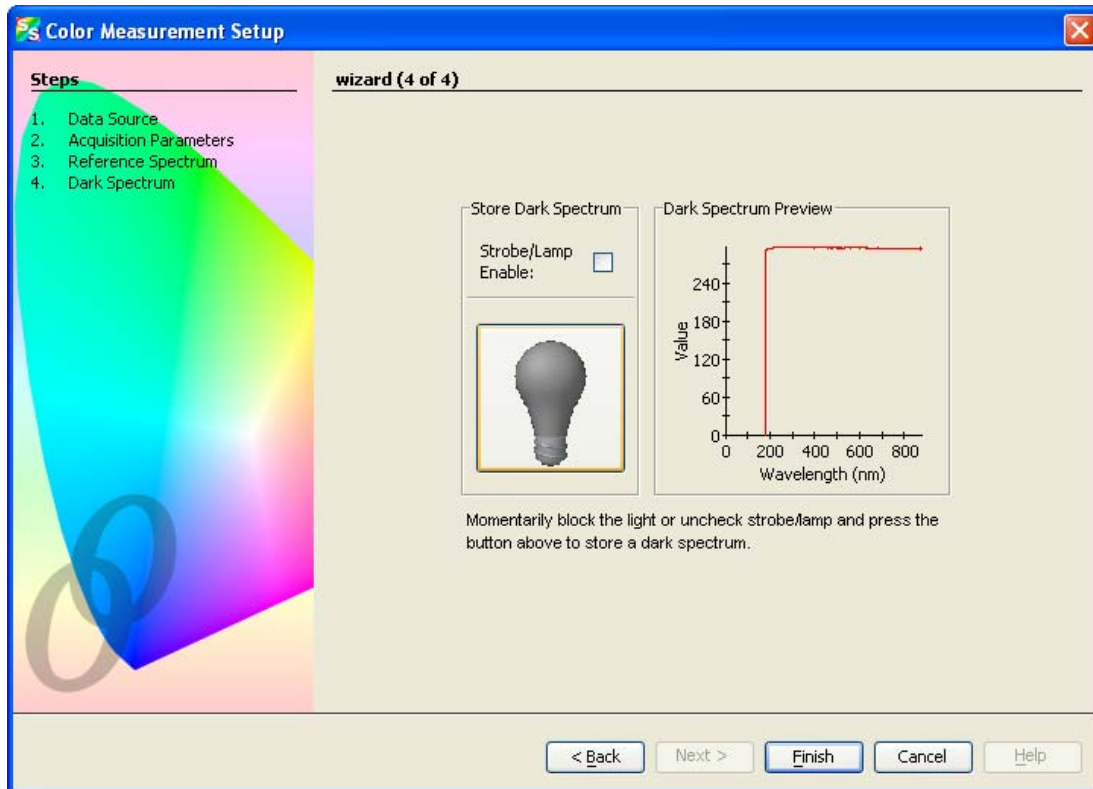 Color Measurement Setup
Steps
1. Data Source
2. Acquisition Parameters
3. Reference Spectrum
4. Dark Spectrum
wizard (4 of 4)
Store Dark Spectrum
Strobe/Lamp
Enable:
Dark Spectrum Preview
Value
240
180
120
60
0
0 200 400 600 800
Wavelength (nm)
Momentarily block the light or uncheck strobe/lamp and press the
button above to store a dark spectrum.
< Back
Next >
Finish
Cancel
Help